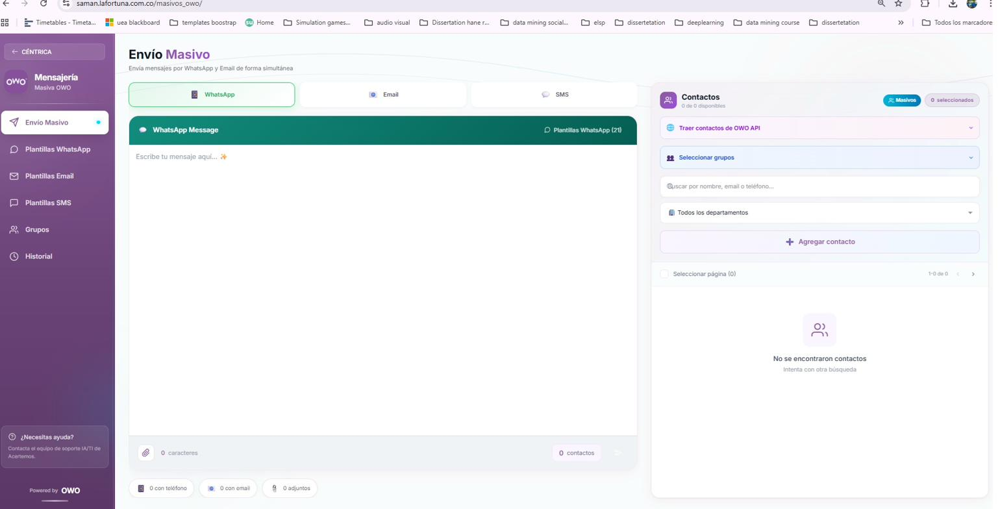 saman.lafortuna.com.co/masivos_owo/
Timetables - Timeta...
uea blackboard
templates boostrap
su
Home
Simulation games...
audio visual
Dissertation hane r...
data mining social...
elsp
dissertetation
deeplearning
data mining course
dissertetation
»
Todos los marcadore
← CÉNTRICA
OWO
Mensajería
Masiva OWO
Envío Masivo
Plantillas WhatsApp
Plantillas Email
Plantillas SMS
Grupos
Historial
¿Necesitas ayuda?
Contacta el equipo de soporte IA/TI de
Acertemos.
Powered by OWO
Envío Masivo
Envía mensajes por WhatsApp y Email de forma simultánea
WhatsApp
Email
SMS
WhatsApp Message
Plantillas WhatsApp (21)
Escribe tu mensaje aquí... ✨
0 caracteres
0 contactos
0 con teléfono
0 con email
0 adjuntos
Contactos
0 de 0 disponibles
Masivos
0 seleccionados
Traer contactos de OWO API
Seleccionar grupos
Buscar por nombre, email o teléfono...
Todos los departamentos
Agregar contacto
Seleccionar página (0)
1-0 de 0
No se encontraron contactos
Intenta con otra búsqueda